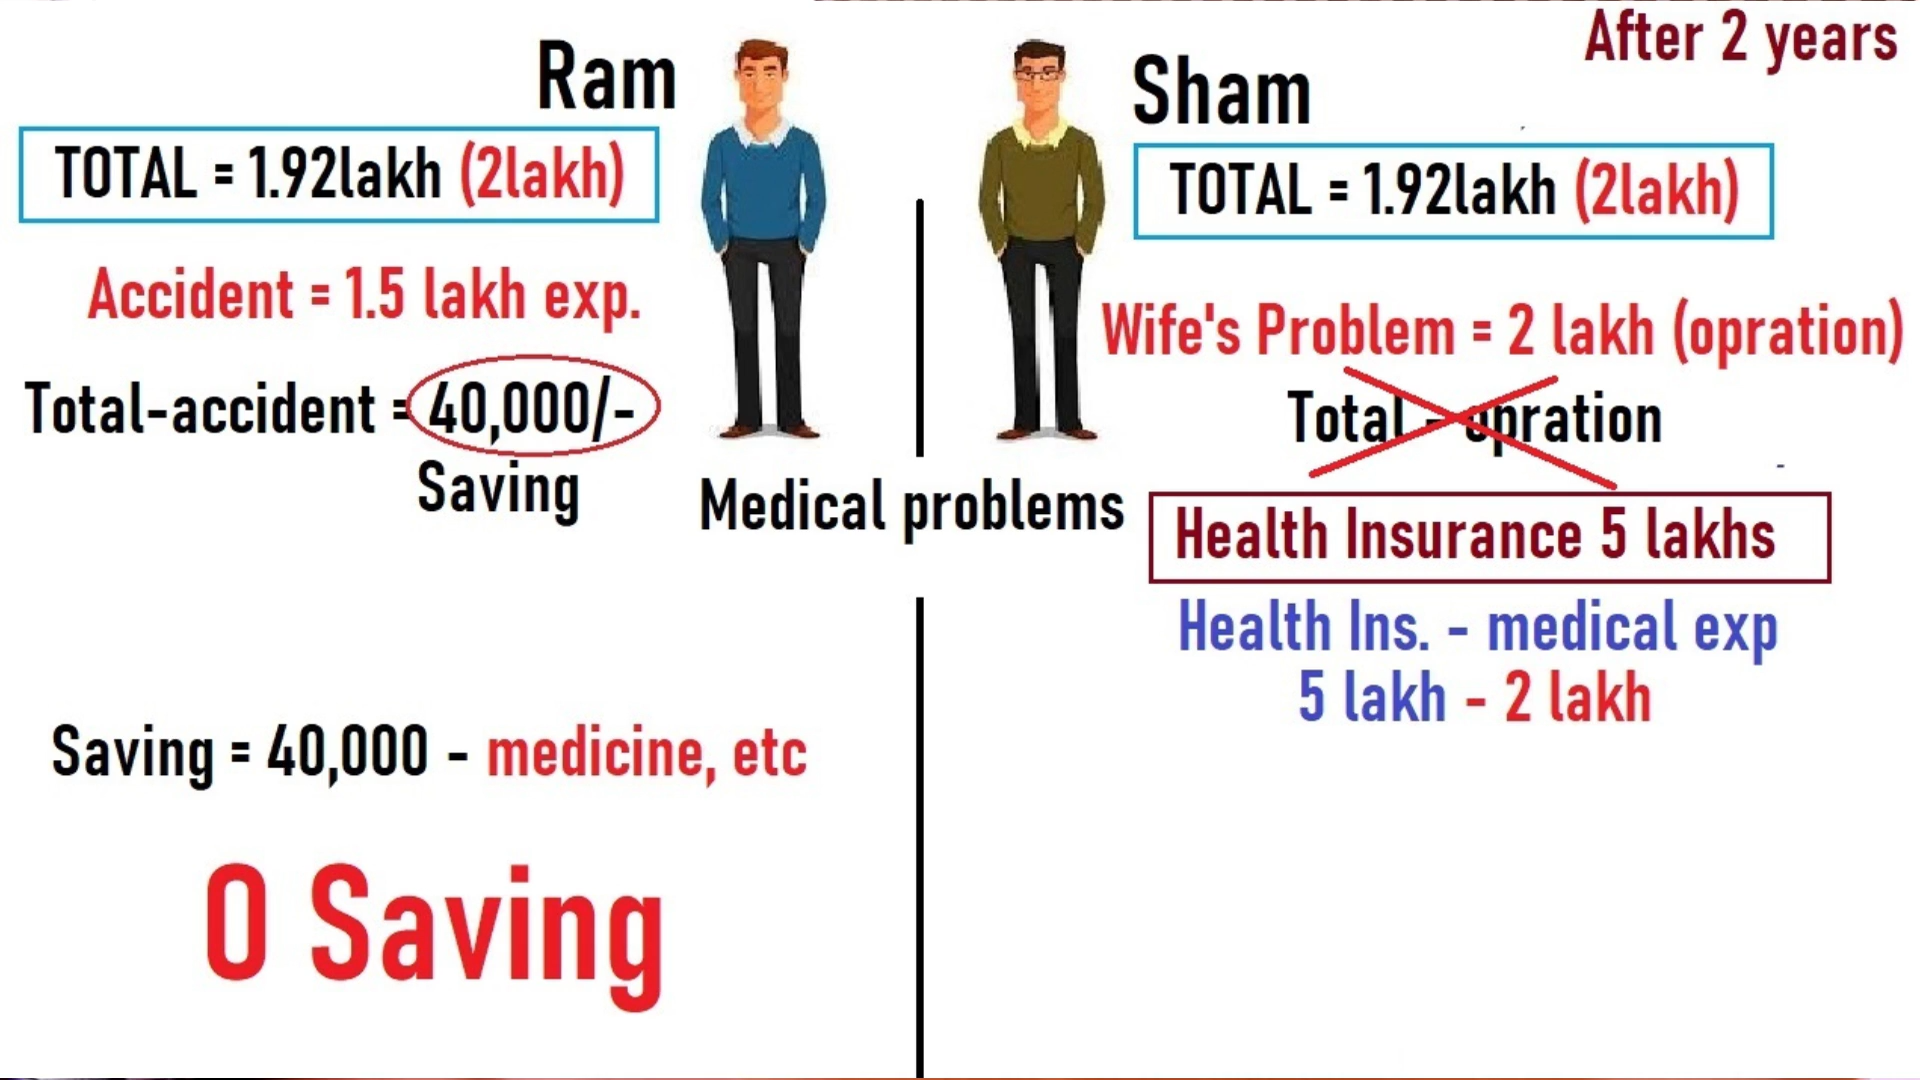 After 2 years
Ram
TOTAL = 1.92lakh (2lakh)
Accident = 1.5 lakh exp.
Total-accident = 40,000/-
Saving
Sham
TOTAL = 1.92lakh (2lakh)
Wife's Problem = 2 lakh (opration)
Total - opration
Medical problems
Health Insurance 5 lakhs
Health Ins. - medical exp
5 lakh - 2 lakh
Saving = 40,000 - medicine, etc
0 Saving